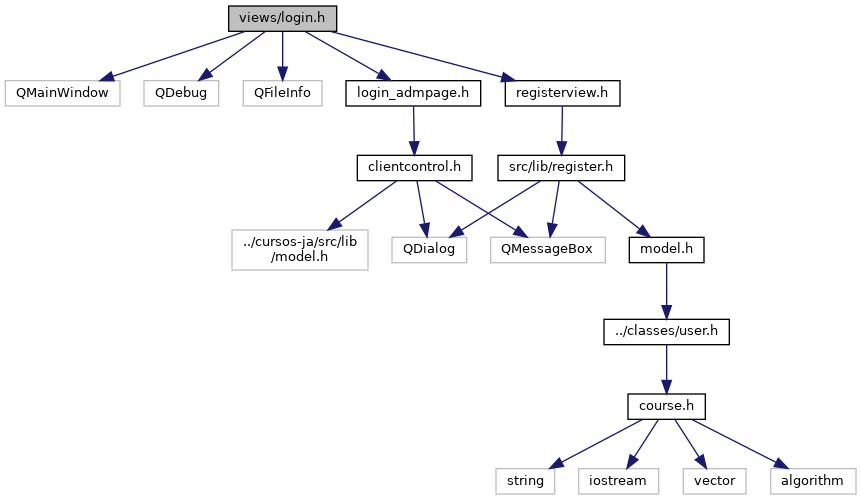 views/login.h
QMainWindow
QDebug
QFileInfo
login_admpage.h
registerview.h
clientcontrol.h
src/lib/register.h
../cursos-ja/src/lib
/model.h
QDialog
QMessageBox
model.h
../classes/user.h
course.h
string
iostream
vector
algorithm